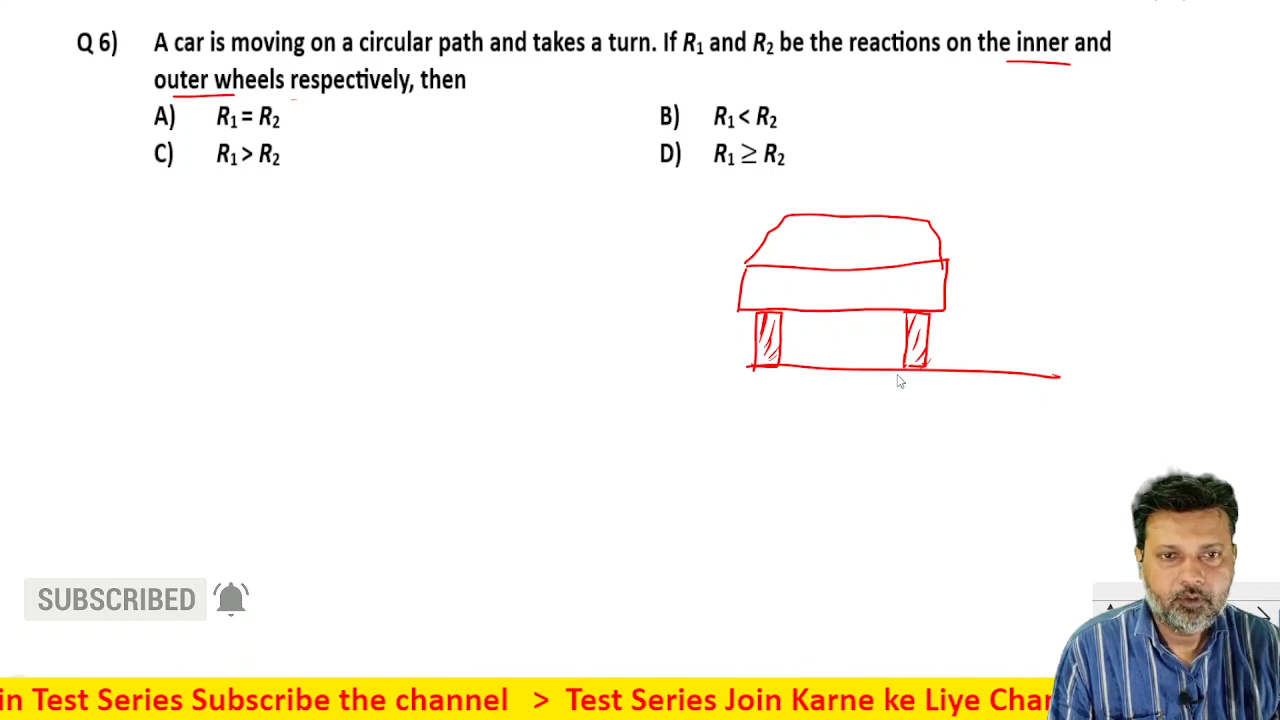 Q 6) A car is moving on a circular path and takes a turn. If R₁ and R₂ be the reactions on the inner and
outer wheels respectively, then
A) R₁ = R₂ B) R₁ < R₂
C) R₁ > R₂ D) R₁ ≥ R₂
SUBSCRIBED
in Test Series Subscribe the channel > Test Series Join Karne ke Liye Char